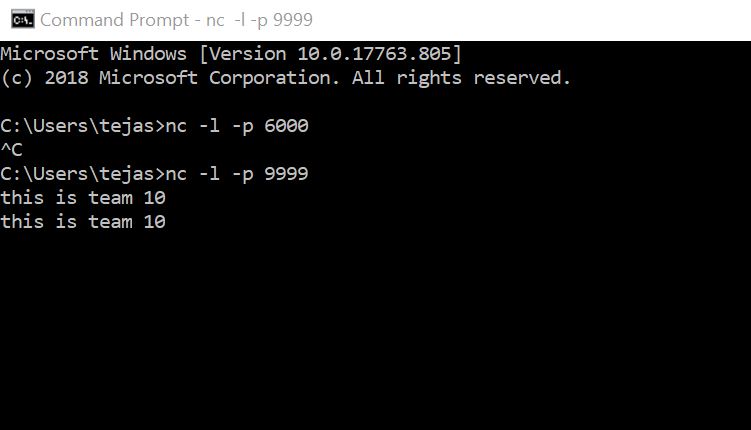 Command Prompt - nc  -l -p 9999
Microsoft Windows [Version 10.0.17763.805]
(c) 2018 Microsoft Corporation. All rights reserved.
C:\Users\tejas>nc -l -p 6000
^C
C:\Users\tejas>nc -l -p 9999
this is team 10
this is team 10